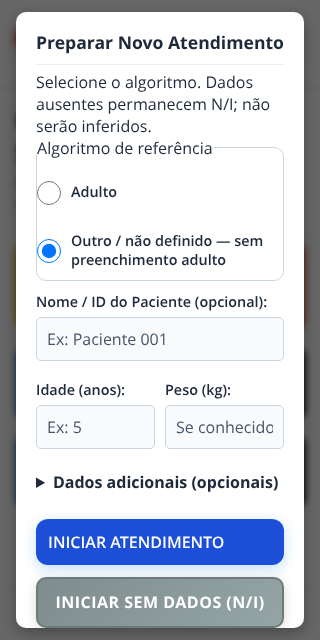 Preparar Novo Atendimento
Selecione o algoritmo. Dados
ausentes permanecem N/I; não
serão inferidos.
Algoritmo de referência
Adulto
Outro / não definido — sem
preenchimento adulto
Nome / ID do Paciente (opcional):
Ex: Paciente 001
Idade (anos):
Peso (kg):
Ex: 5
Se conhecido
Dados adicionais (opcionais)
INICIAR ATENDIMENTO
INICIAR SEM DADOS (N/I)